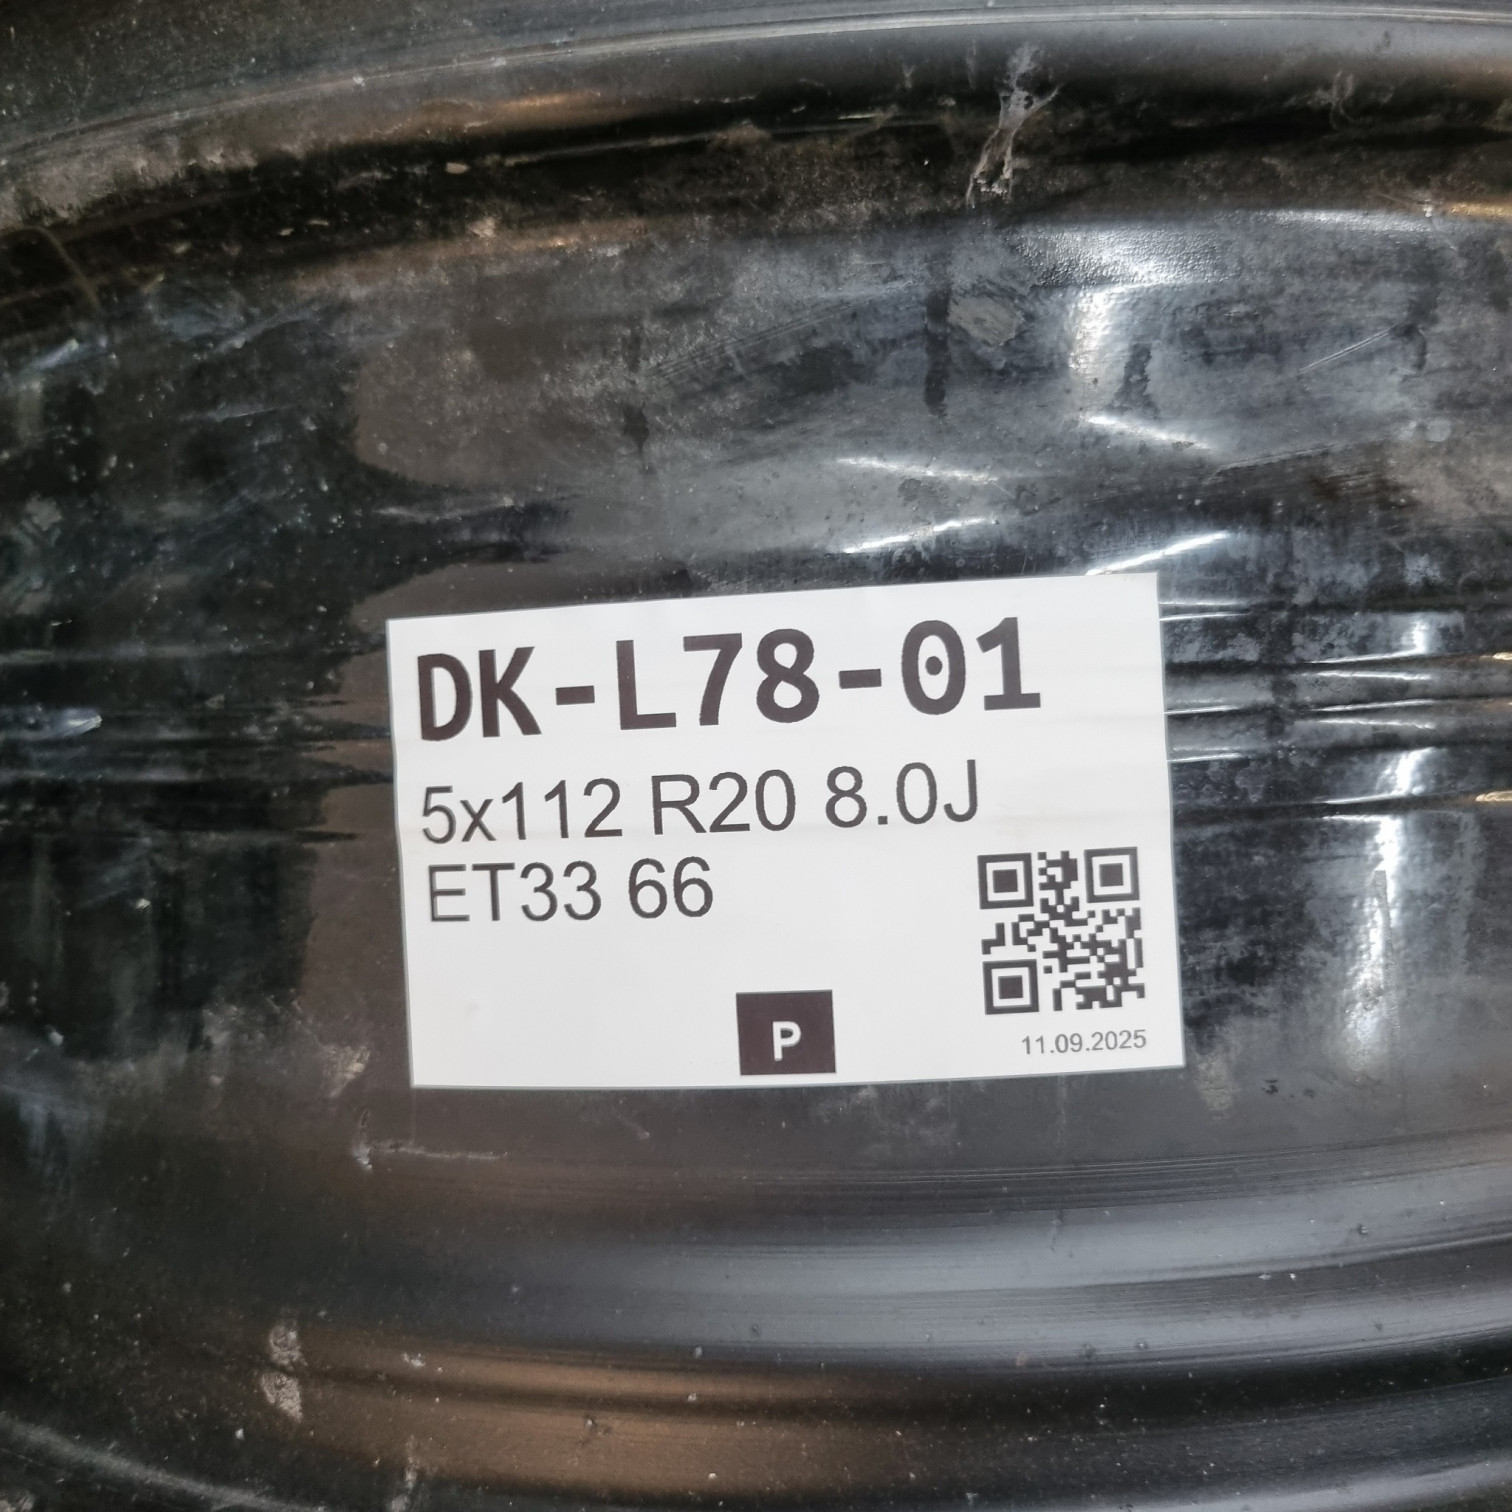 DK-L78-01
5x112 R20 8.0J
ET33 66
P
11.09.2025